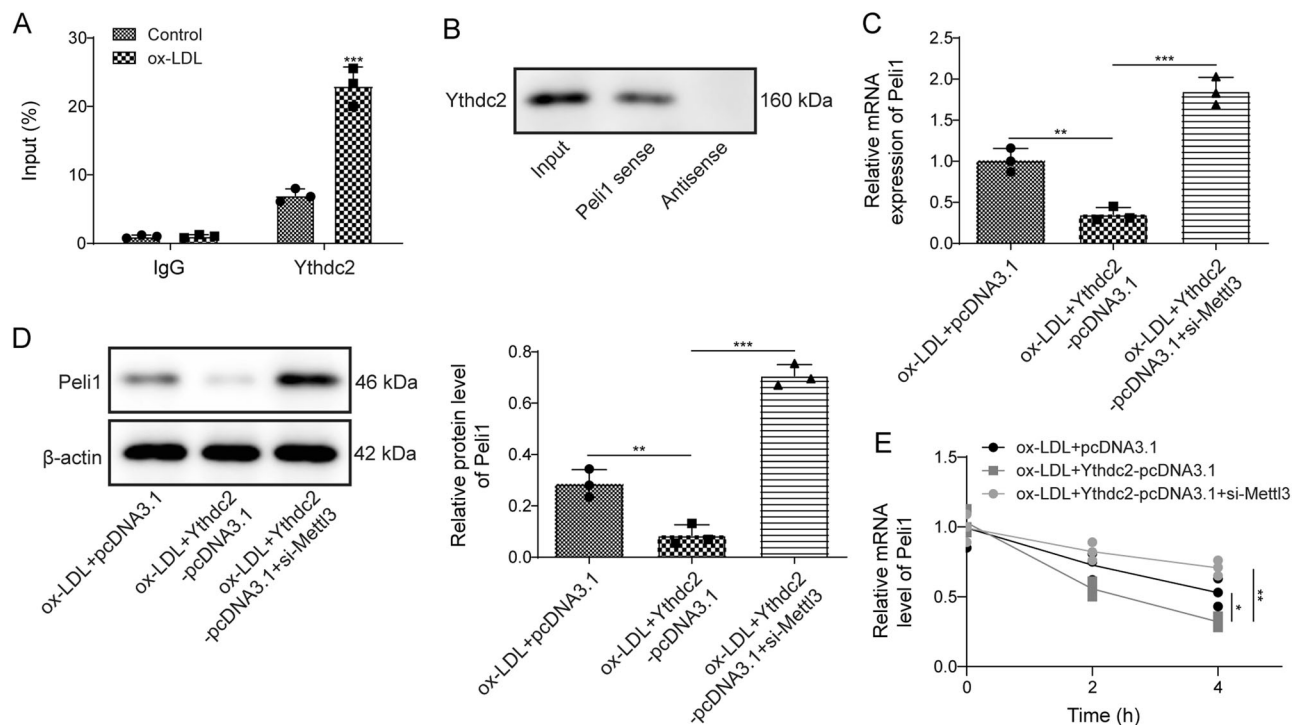 A
Input (%)
30
20
10
0
Control
ox-LDL
***
IgG
Ythdc2
B
Ythdc2
160 kDa
Input
Peli1 sense
Antisense
C
Relative mRNA
expression of Peli1
2.5
2.0
1.5
1.0
0.5
0.0
**
***
ox-LDL+pcDNA3.1
ox-LDL+Ythdc2
-pcDNA3.1
ox-LDL+Ythdc2
-pcDNA3.1+si-Mettl3
D
Peli1
46 kDa
β-actin
42 kDa
ox-LDL+pcDNA3.1
ox-LDL+Ythdc2
-pcDNA3.1
ox-LDL+Ythdc2
-pcDNA3.1+si-Mettl3
Relative protein level
of Peli1
0.8
0.6
0.4
0.2
0.0
**
***
ox-LDL+pcDNA3.1
ox-LDL+Ythdc2
-pcDNA3.1
ox-LDL+Ythdc2
-pcDNA3.1+si-Mettl3
E
ox-LDL+pcDNA3.1
ox-LDL+Ythdc2-pcDNA3.1
ox-LDL+Ythdc2-pcDNA3.1+si-Mettl3
Relative mRNA
level of Peli1
1.5
1.0
0.5
1.0
*
**
0
2
4
Time (h)